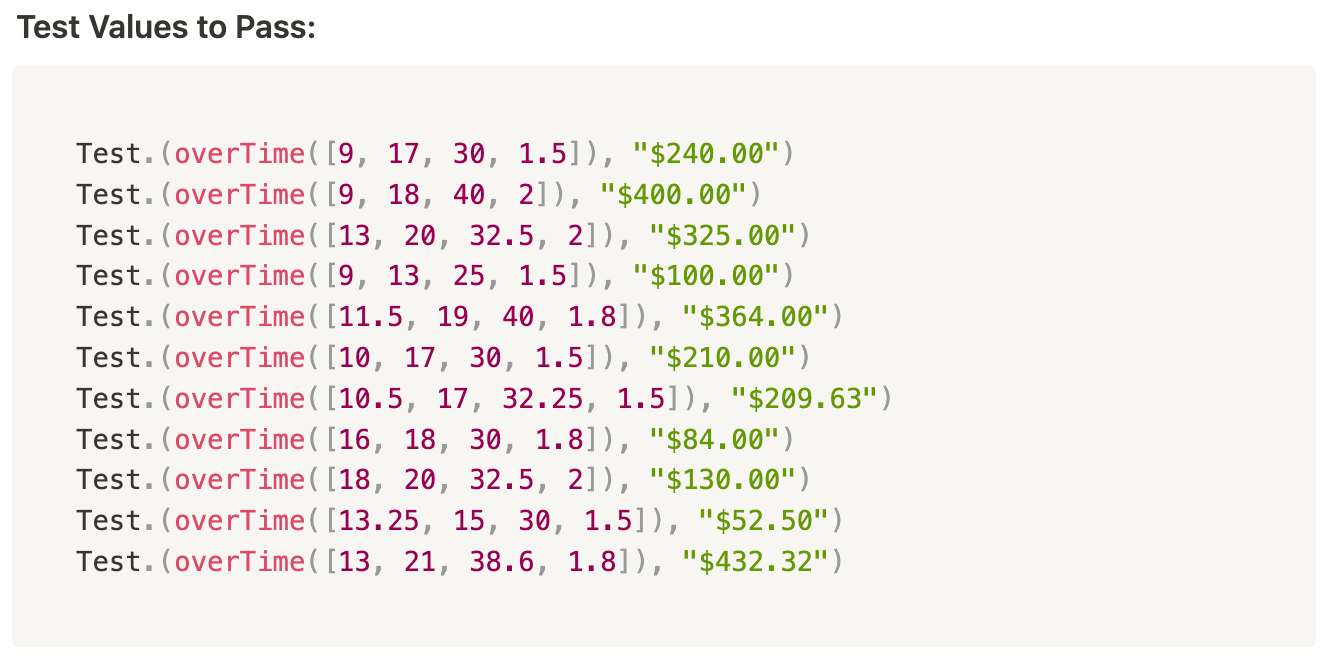 Test Values to Pass:
Test.(overTime([9, 17, 30, 1.5]), "$240.00")
Test.(overTime([9, 18, 40, 2]), "$400.00")
Test.(overTime([13, 20, 32.5, 2]), "$325.00")
Test.(overTime([9, 13, 25, 1.5]), "$100.00")
Test.(overTime([11.5, 19, 40, 1.8]), "$364.00")
Test.(overTime([10, 17, 30, 1.5]), "$210.00")
Test.(overTime([10.5, 17, 32.25, 1.5]), "$209.63")
Test.(overTime([16, 18, 30, 1.8]), "$84.00")
Test.(overTime([18, 20, 32.5, 2]), "$130.00")
Test.(overTime([13.25, 15, 30, 1.5]), "$52.50")
Test.(overTime([13, 21, 38.6, 1.8]), "$432.32")